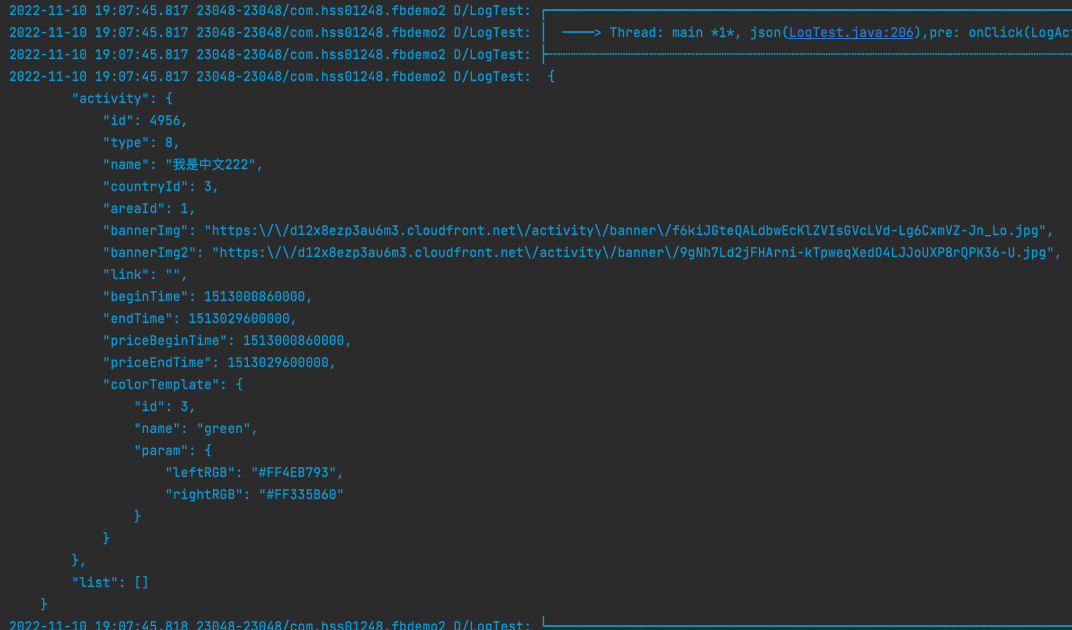 2022-11-10 19:07:45.817 23048-23048/com.hss01248.fbdemo2 D/LogTest: ┌────────────────────────────────
2022-11-10 19:07:45.817 23048-23048/com.hss01248.fbdemo2 D/LogTest: │ ────> Thread: main *1*, json(LogTest.java:206),pre: onClick(LogAct
2022-11-10 19:07:45.817 23048-23048/com.hss01248.fbdemo2 D/LogTest: ├┄┄┄┄┄┄┄┄┄┄┄┄┄┄┄┄┄┄┄┄┄┄┄┄┄┄┄┄┄┄┄┄
2022-11-10 19:07:45.817 23048-23048/com.hss01248.fbdemo2 D/LogTest:  {
"activity": {
"id": 4956,
"type": 8,
"name": "我是中文222",
"countryId": 3,
"areaId": 1,
"bannerImg": "https:\/\/d12x8ezp3au6m3.cloudfront.net\/activity\/banner\/f6kiJGteQALdbwEcKlZVIsGVcLVd-Lg6CxmVZ-Jn_Lo.jpg",
"bannerImg2": "https:\/\/d12x8ezp3au6m3.cloudfront.net\/activity\/banner\/9gNh7Ld2jFHArni-kTpweqXedO4LJJoUXP8rQPK36-U.jpg",
"link": "",
"beginTime": 1513000860000,
"endTime": 1513029600000,
"priceBeginTime": 1513000860000,
"priceEndTime": 1513029600000,
"colorTemplate": {
"id": 3,
"name": "green",
"param": {
"leftRGB": "#FF4EB793",
"rightRGB": "#FF335B60"
}
}
},
"list": []
}
2022-11-10 19:07:45.818 23048-23048/com.hss01248.fbdemo2 D/LogTest: └────────────────────────────────